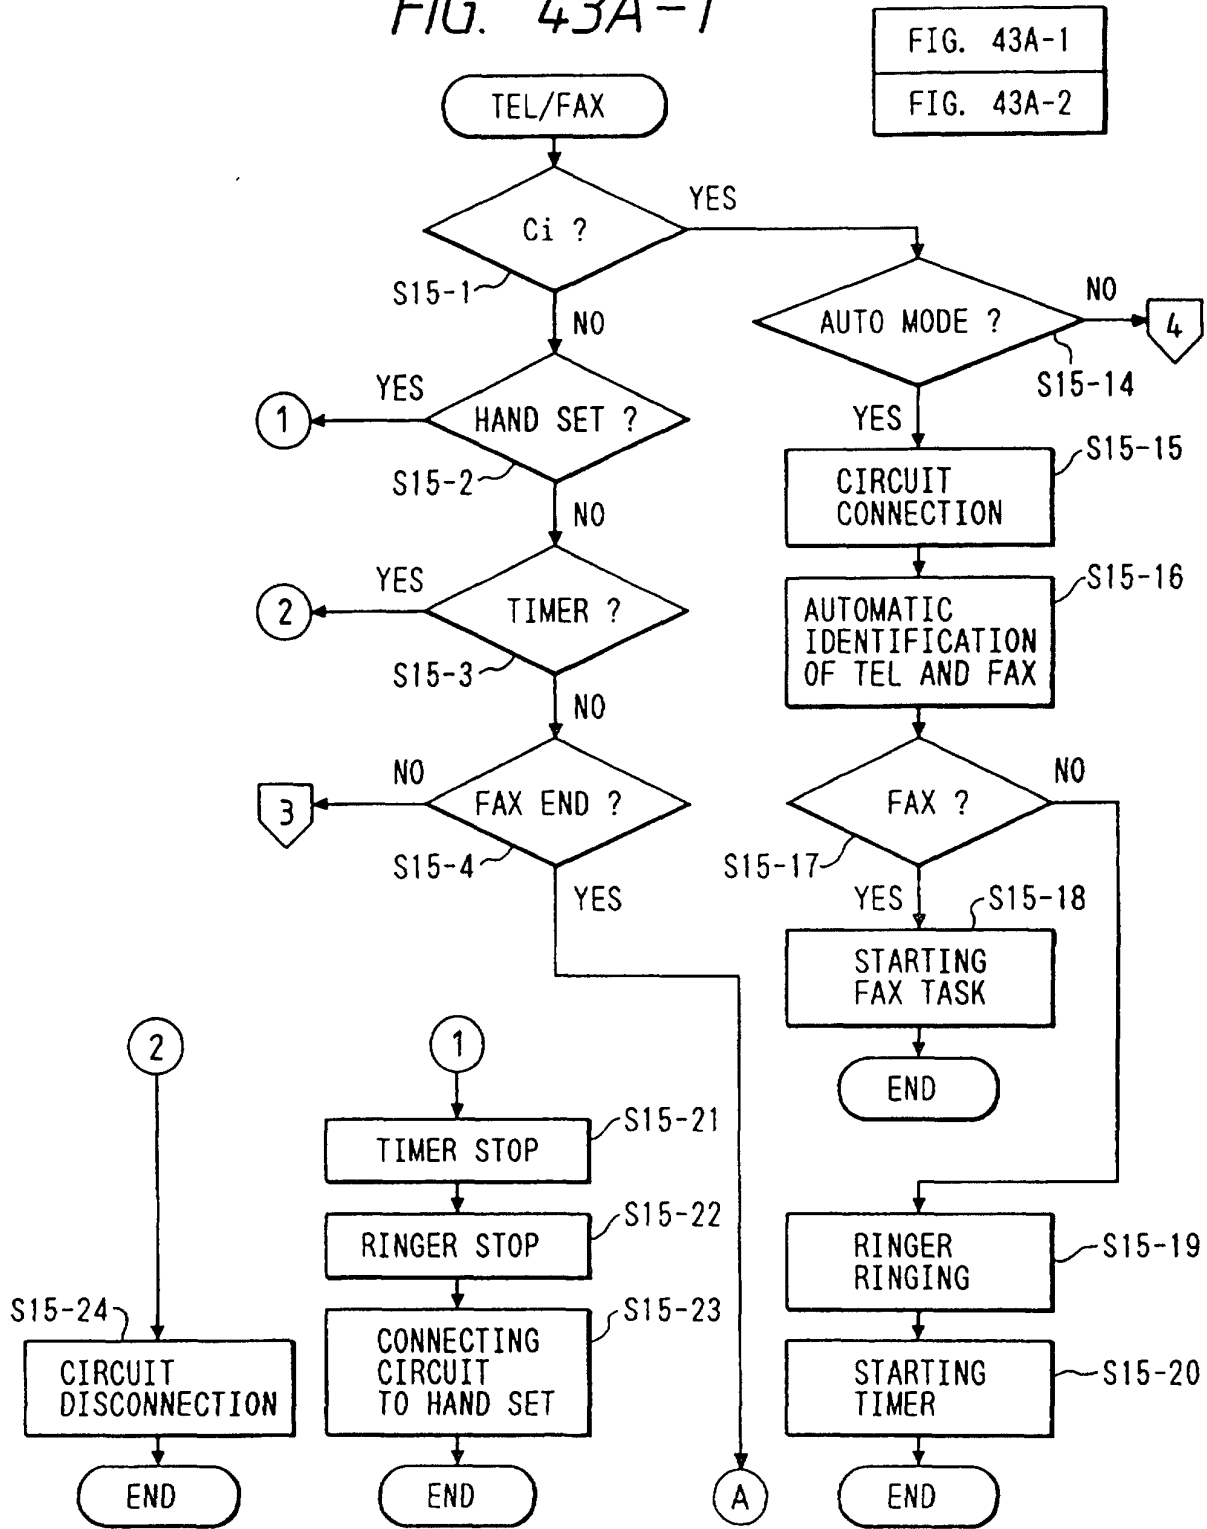 FIG. 43A-1
FIG. 43A-1
FIG. 43A-2
TEL/FAX
Ci ?
YES
S15-1
NO
AUTO MODE ?
NO
4
S15-14
YES
HAND SET ?
YES
1
S15-2
NO
CIRCUIT
CONNECTION
S15-15
TIMER ?
YES
2
S15-3
NO
AUTOMATIC
IDENTIFICATION
OF TEL AND FAX
S15-16
FAX END ?
NO
3
S15-4
YES
FAX ?
NO
S15-17
YES
S15-18
STARTING
FAX TASK
END
2
1
TIMER STOP
S15-21
RINGER STOP
S15-22
RINGER
RINGING
S15-19
S15-24
CIRCUIT
DISCONNECTION
CONNECTING
CIRCUIT
TO HAND SET
S15-23
STARTING
TIMER
S15-20
END
END
A
END